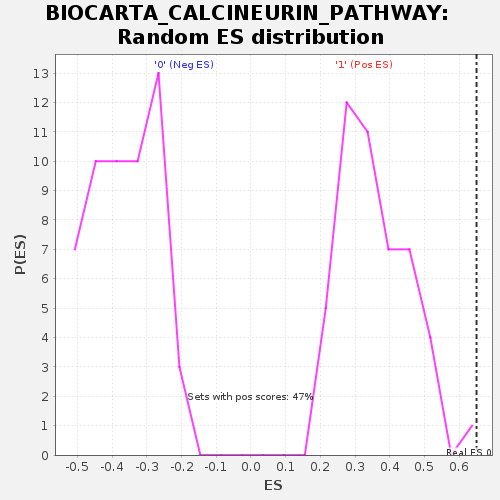 BIOCARTA_CALCINEURIN_PATHWAY:
Random ES distribution
'0' (Neg ES)
'1' (Pos ES)
13
12
11
10
9
8
7
6
5
4
3
2
1
0
P(ES)
Sets with pos scores: 47%
Real ES 0
-0.5 -0.4 -0.3 -0.2 -0.1 0.0 0.1 0.2 0.3 0.4 0.5 0.6
ES